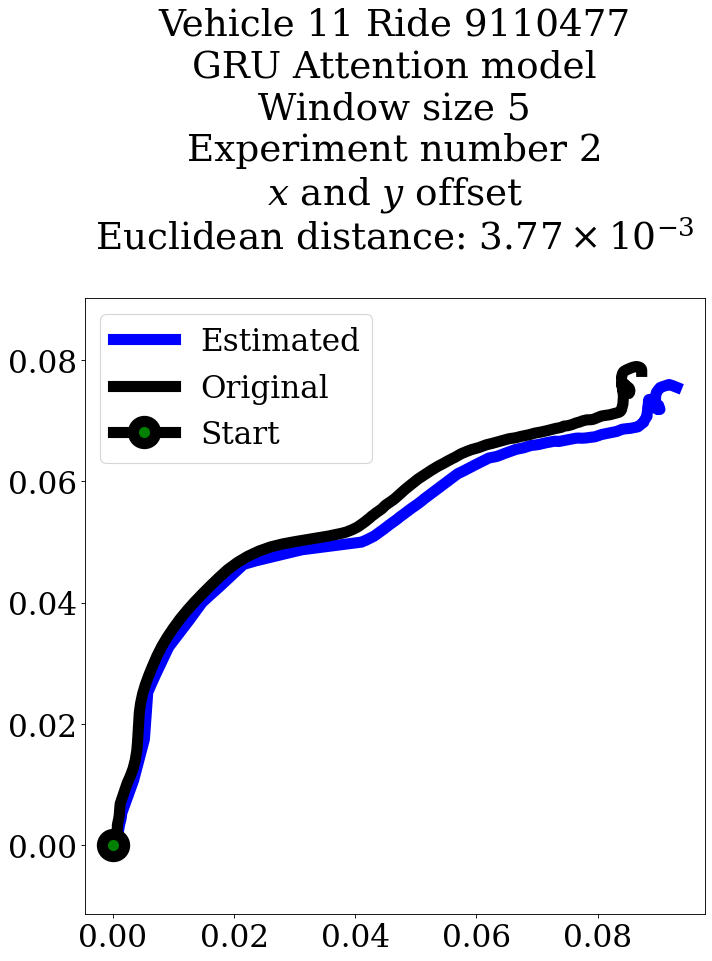 Vehicle 11 Ride 9110477
GRU Attention model
Window size 5
Experiment number 2
x and y offset
Euclidean distance: 3.77 × 10⁻³
Estimated
Original
Start
0.08
0.06
0.04
0.02
0.00
0.00 0.02 0.04 0.06 0.08